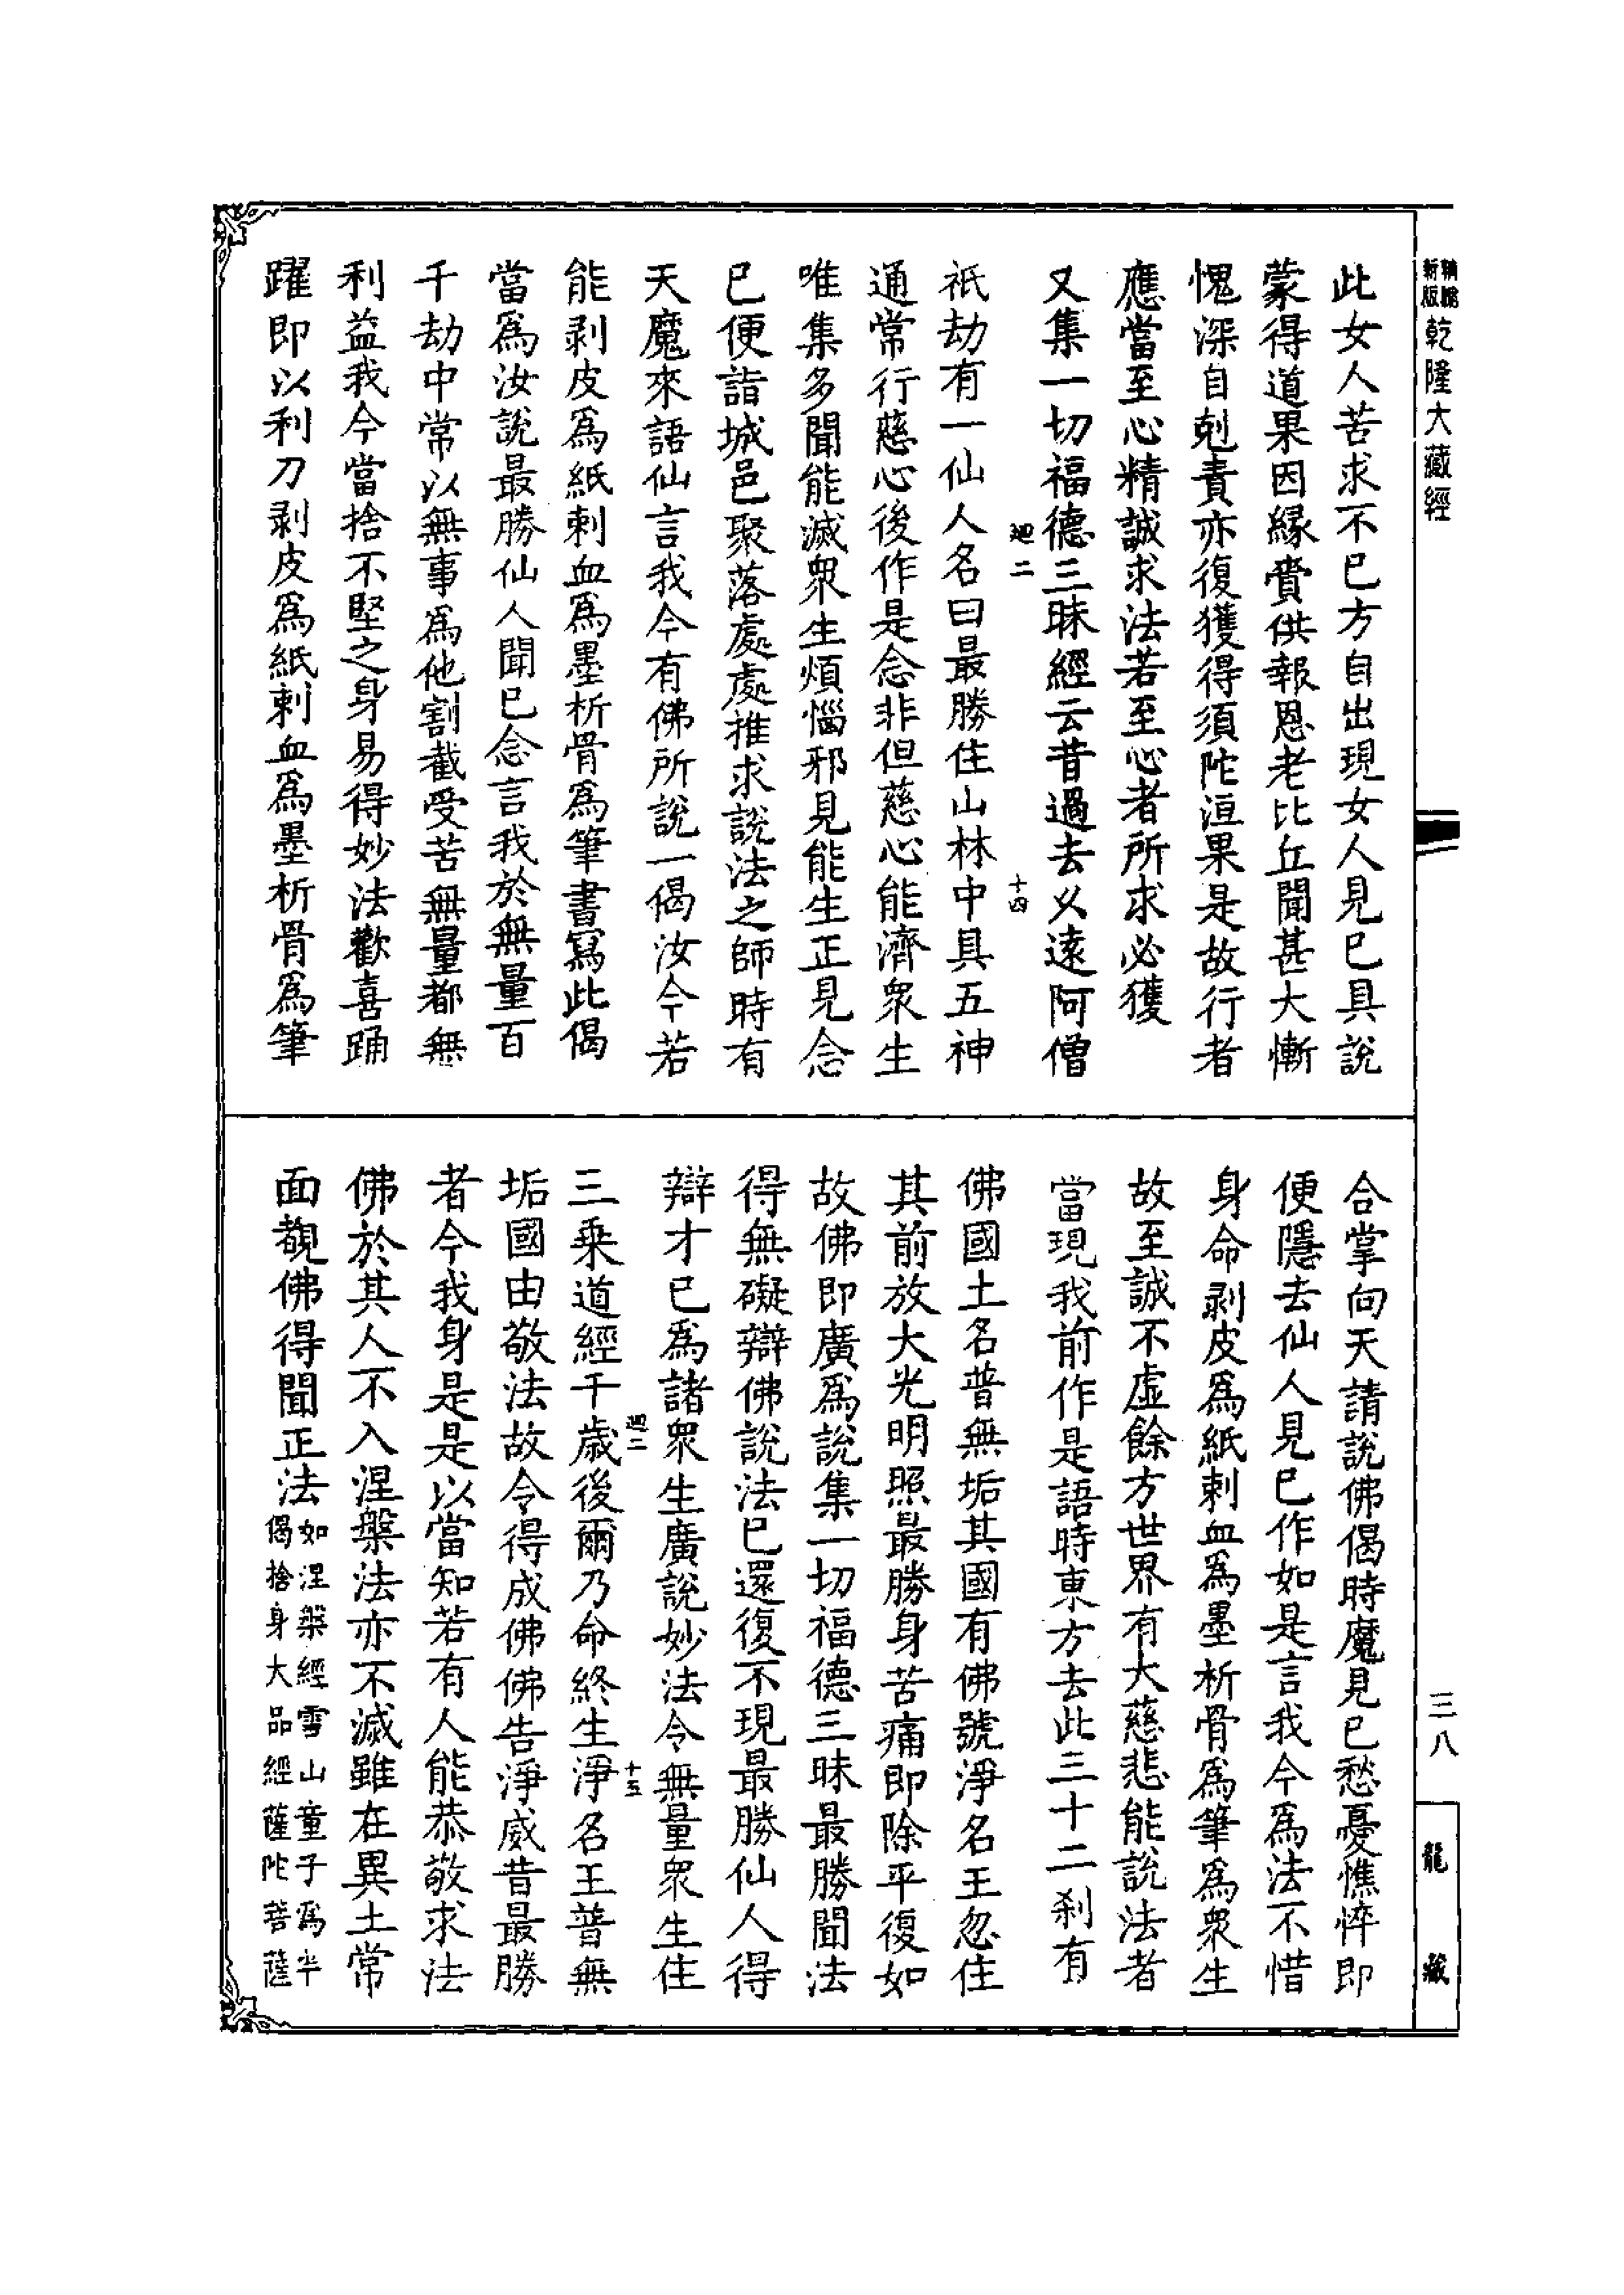 新版
乾隆大藏經
此女人苦求不已方自出現女人見已具說
蒙得道果因緣賷供報恩老比丘聞甚大慚
愧深自剋責亦復獲得須陀洹果是故行者
應當至心精誠求法若至心者所求必獲
又集一切福德三昧經云昔過去乆遠阿僧
迴二
十四
祇劫有一仙人名曰最勝住山林中具五神
通常行慈心後作是念非但慈心能濟衆生
唯集多聞能滅衆生煩惱邪見能生正見念
已便詣城邑聚落處處推求說法之師時有
天魔來語仙言我今有佛所說一偈汝今若
能剥皮爲紙刺血爲墨析骨爲筆書寫此偈
當爲汝說最勝仙人聞已念言我於無量百
千劫中常以無事爲他割截受苦無量都無
利益我今當捨不堅之身易得妙法歡喜踊
躍即以利刀剥皮爲紙刺血爲墨析骨爲筆
合掌向天請說佛偈時魔見已愁憂憔悴即
便隱去仙人見已作如是言我今爲法不惜
身命剥皮爲紙刺血爲墨析骨爲筆爲衆生
故至誠不虛餘方世界有大慈悲能說法者
當現我前作是語時東方去此三十二刹有
佛國土名普無垢其國有佛號淨名王忽住
其前放大光明照最勝身苦痛即除平復如
故佛即廣爲說集一切福德三昧最勝聞法
得無礙辯佛說法已還復不現最勝仙人得
辯才已爲諸衆生廣說妙法令無量衆生住
迴二
十五
三乘道經千歲後爾乃命終生淨名王普無
垢國由敬法故今得成佛佛告淨威昔最勝
者今我身是是以當知若有人能恭敬求法
佛於其人不入涅槃法亦不滅雖在異土常
面覩佛得聞正法如涅槃經雪山童子爲半
偈捨身大品經薩陀菩薩
三八
龍藏